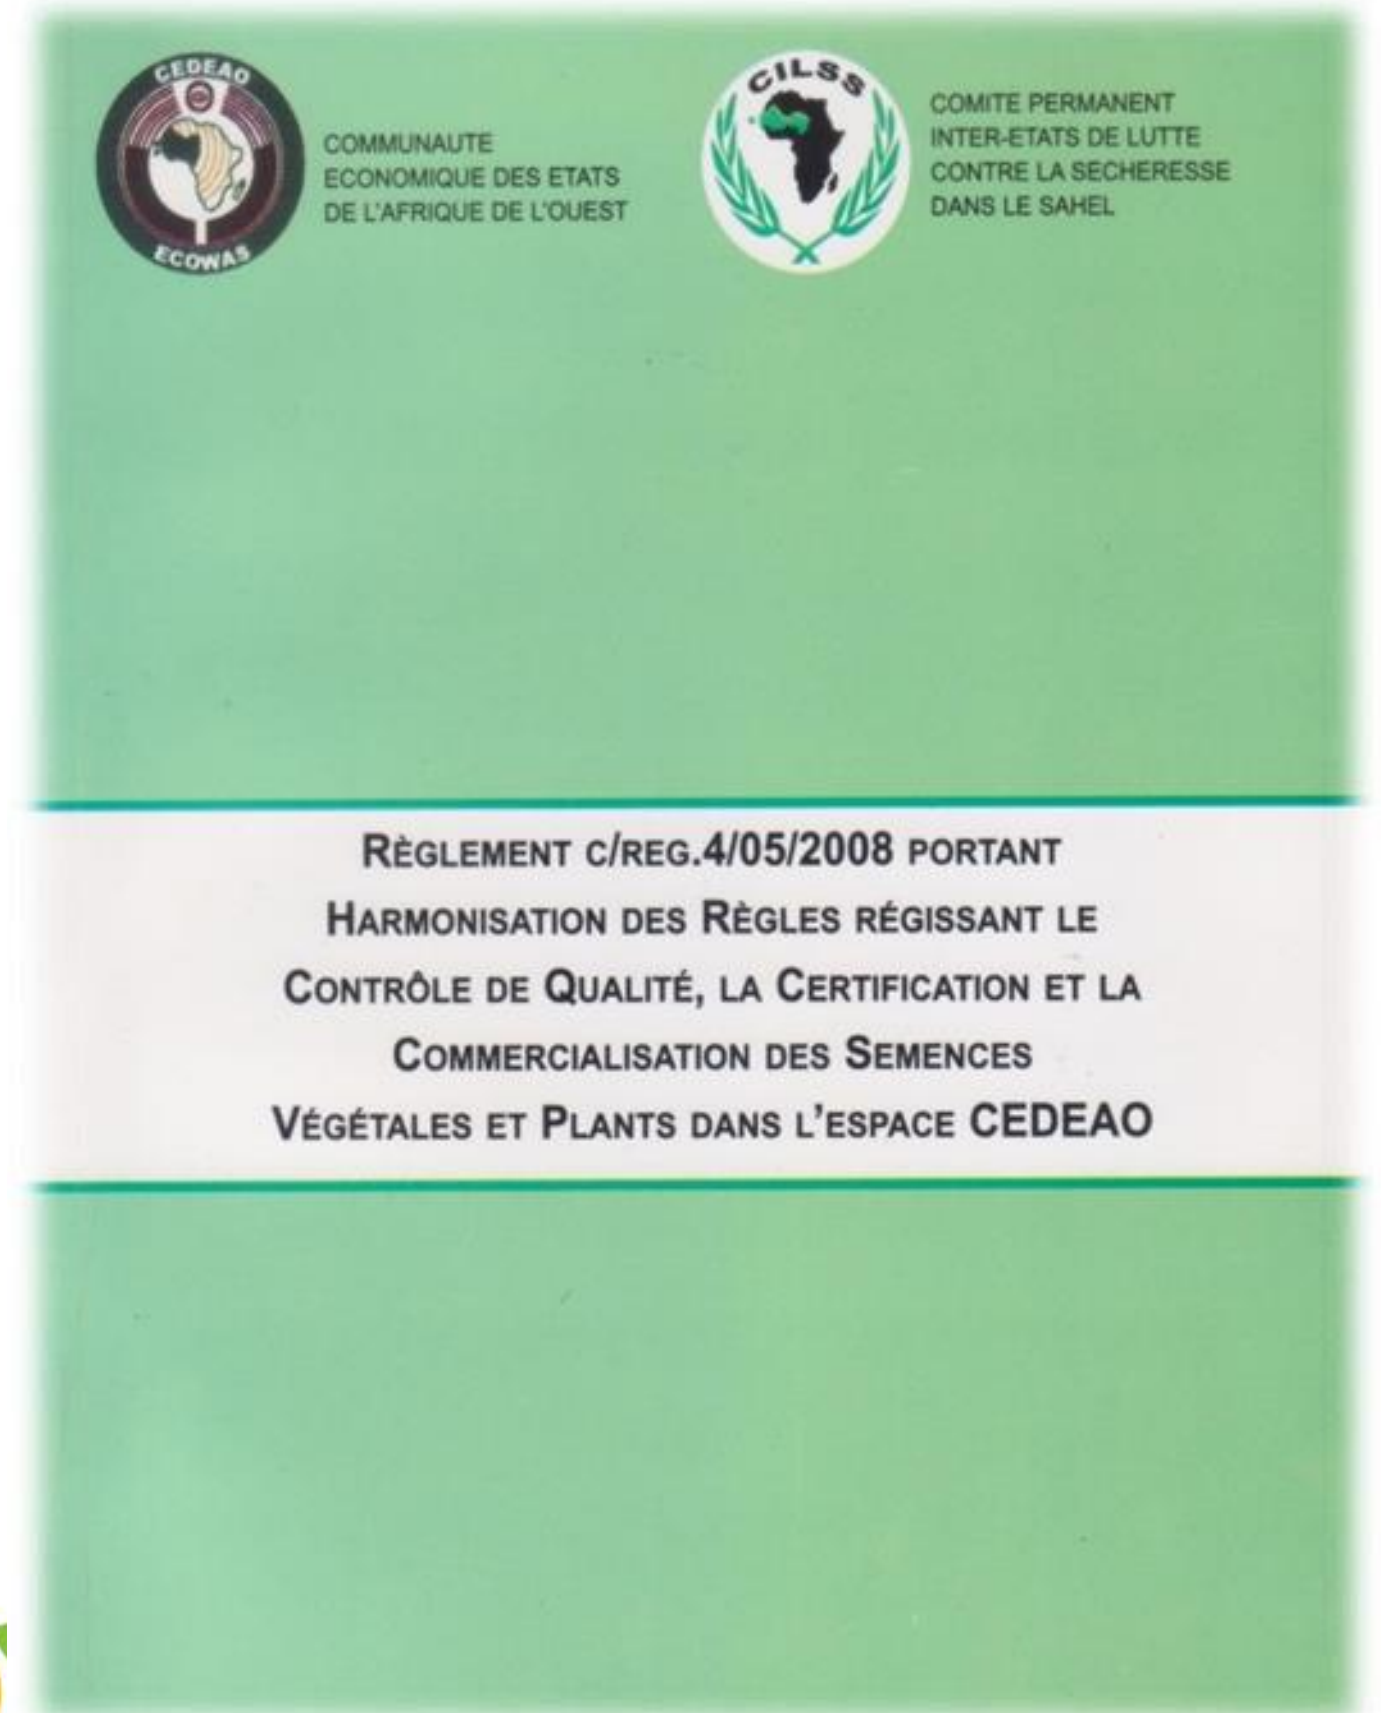 CEDEAO
ECOWAS
COMMUNAUTE
ECONOMIQUE DES ETATS
DE L'AFRIQUE DE L'OUEST
CILSS
COMITE PERMANENT
INTER-ETATS DE LUTTE
CONTRE LA SECHERESSE
DANS LE SAHEL
RÈGLEMENT C/REG.4/05/2008 PORTANT
HARMONISATION DES RÈGLES RÉGISSANT LE
CONTRÔLE DE QUALITÉ, LA CERTIFICATION ET LA
COMMERCIALISATION DES SEMENCES
VÉGÉTALES ET PLANTS DANS L'ESPACE CEDEAO